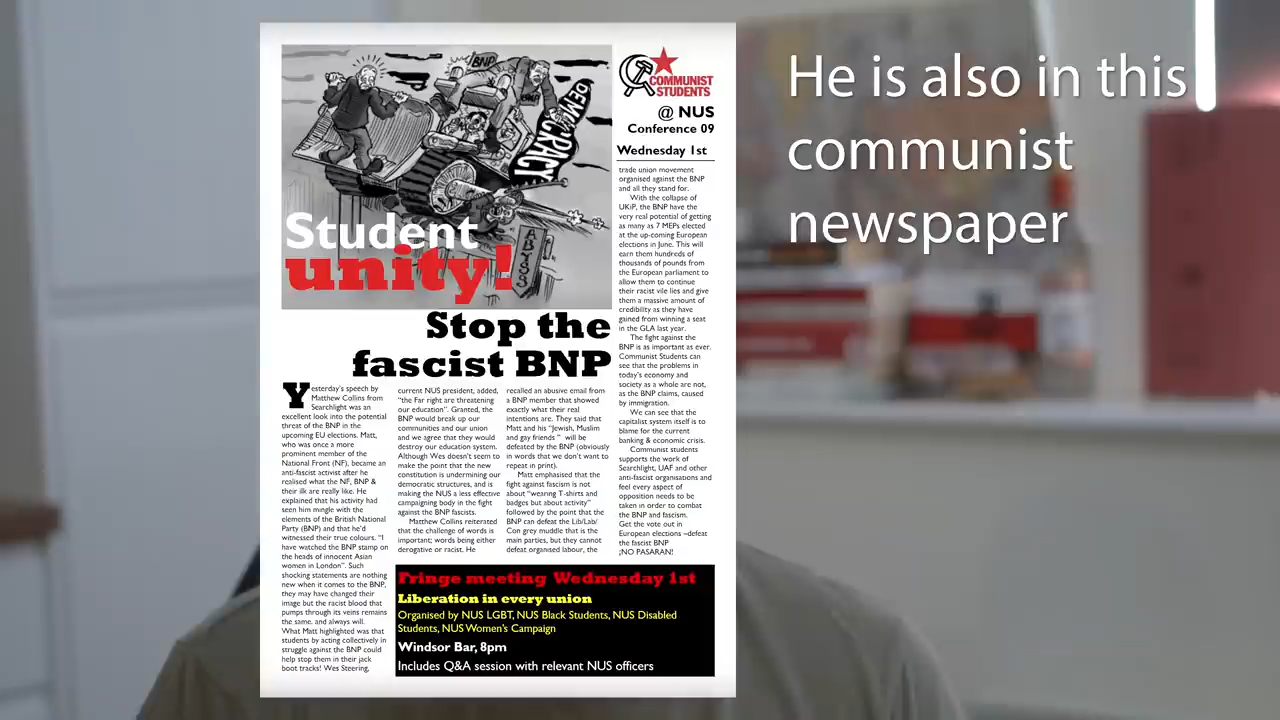 He is also in this
communist
newspaper
BNP
BNP
DEMOCRACY
ABYSS
Student
unity!
COMMUNIST
STUDENTS
@ NUS
Conference 09
Wednesday 1st
Stop the
fascist BNP
Yesterday's speech by
Matthew Collins from
Searchlight was an
excellent look into the potential
threat of the BNP in the
upcoming EU elections. Matt,
who was once a more
prominent member of the
National Front (NF), became an
anti-fascist activist after he
realised what the NF, BNP &
their ilk are really like. He
explained that his activity had
seen him mingle with the
elements of the British National
Party (BNP) and that he'd
witnessed their true colours. "I
have watched the BNP stamp on
the heads of innocent Asian
women in London". Such
shocking statements are nothing
new when it comes to the BNP,
they may have changed their
image but the racist blood that
pumps through its veins remains
the same. and always will.
What Matt highlighted was that
students by acting collectively in
struggle against the BNP could
help stop them in their jack
boot tracks! Wes Steering,
current NUS president, added,
"the Far right are threatening
our education". Granted, the
BNP would break up our
communities and our union
and we agree that they would
destroy our education system.
Although Wes doesn't seem to
make the point that the new
constitution is undermining our
democratic structures, and is
making the NUS a less effective
campaigning body in the fight
against the BNP fascists.
Matthew Collins reiterated
that the challenge of words is
important; words being either
derogative or racist. He
recalled an abusive email from
a BNP member that showed
exactly what their real
intentions are. They said that
Matt and his "Jewish, Muslim
and gay friends " will be
defeated by the BNP (obviously
in words that we don't want to
repeat in print).
Matt emphasised that the
fight against fascism is not
about "wearing T-shirts and
badges but about activity"
followed by the point that the
BNP can defeat the Lib/Lab/
Con grey muddle that is the
main parties, but they cannot
defeat organised labour, the
trade union movement
organised against the BNP
and all they stand for.
With the collapse of
UKiP, the BNP have the
very real potential of getting
as many as 7 MEPs elected
at the up-coming European
elections in June. This will
earn them hundreds of
thousands of pounds from
the European parliament to
allow them to continue
their racist vile lies and give
them a massive amount of
credibility as they have
gained from winning a seat
in the GLA last year.
The fight against the
BNP is as important as ever.
Communist Students can
see that the problems in
today's economy and
society as a whole are not,
as the BNP claims, caused
by immigration.
We can see that the
capitalist system itself is to
blame for the current
banking & economic crisis.
Communist students
supports the work of
Searchlight, UAF and other
anti-fascist organisations and
feel every aspect of
opposition needs to be
taken in order to combat
the BNP and fascism.
Get the vote out in
European elections –defeat
the fascist BNP
¡NO PASARAN!
Fringe meeting Wednesday 1st
Liberation in every union
Organised by NUS LGBT, NUS Black Students, NUS Disabled
Students, NUS Women's Campaign
Windsor Bar, 8pm
Includes Q&A session with relevant NUS officers